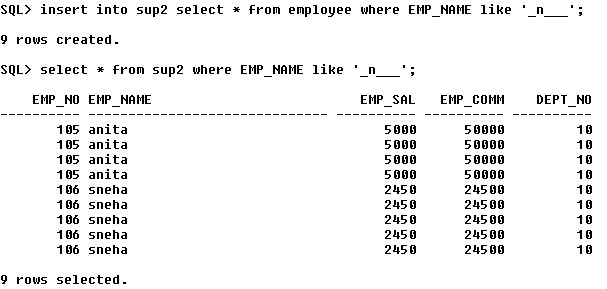 SQL> insert into sup2 select * from employee where EMP_NAME like '_n___';
9 rows created.
SQL> select * from sup2 where EMP_NAME like '_n___';
EMP_NO EMP_NAME EMP_SAL EMP_COMM DEPT_NO
---------- ------------------------------ ---------- ---------- ----------
105 anita 5000 50000 10
105 anita 5000 50000 10
105 anita 5000 50000 10
105 anita 5000 50000 10
106 sneha 2450 24500 10
106 sneha 2450 24500 10
106 sneha 2450 24500 10
106 sneha 2450 24500 10
106 sneha 2450 24500 10
9 rows selected.